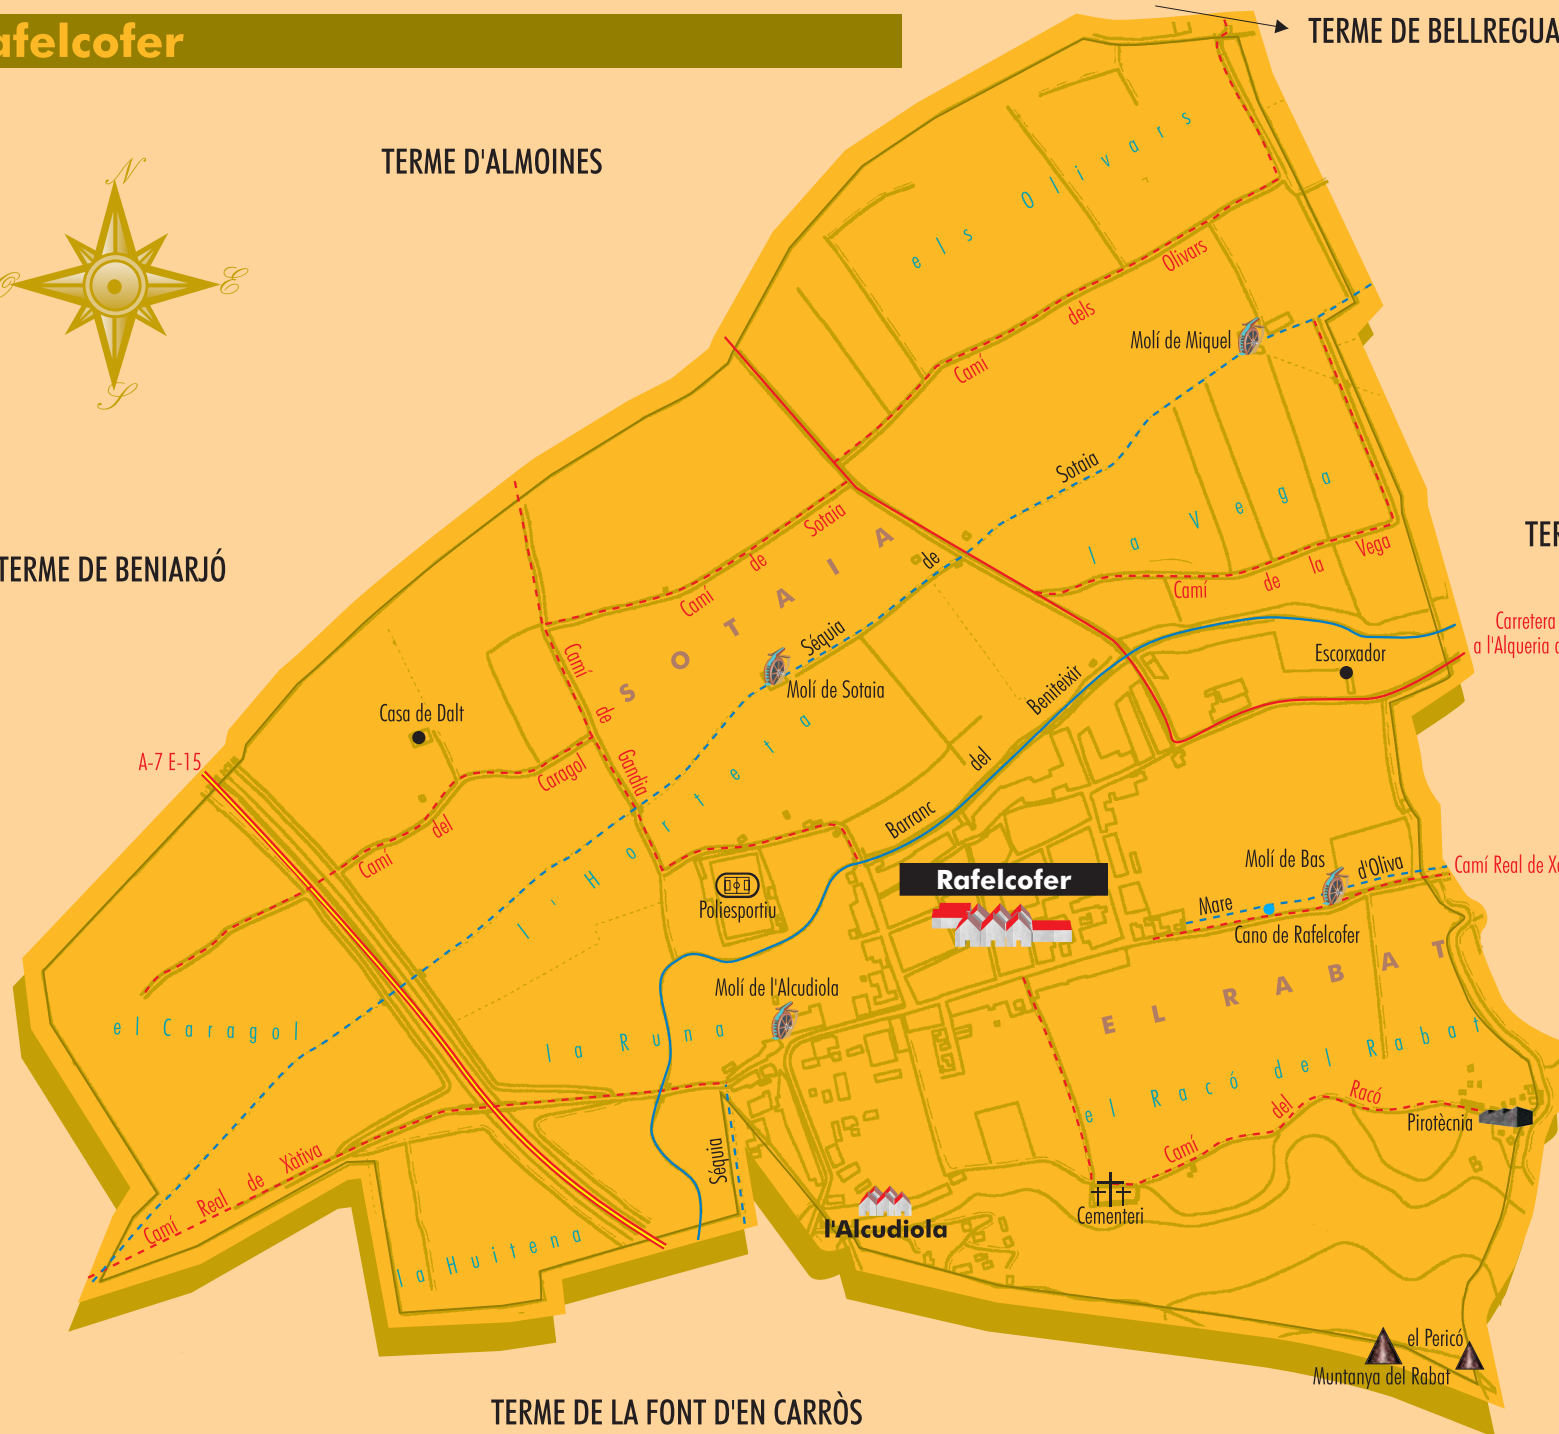 afelcofer
TERME DE BELLREGUA
TERME D'ALMOINES
N
O
E
S
els Olivars
Camí dels Olivars
Molí de Miquel
Séquia de Sotaia
la Vega
Camí de la Vega
Camí de Sotaia
SOTAIA
TER
TERME DE BENIARJÓ
Carretera
a l'Alqueria
Escorxador
Molí de Sotaia
Camí de Gandia
Casa de Dalt
A-7 E-15
Camí del Caragol
l'Horteta
Barranc del Beniteixir
Molí de Bas
Mare d'Oliva
Camí Real de
Rafelcofer
Poliesportiu
Cano de Rafelcofer
EL RABAT
Molí de l'Alcudiola
el Caragol
la Runa
el Racó del Rabat
Camí del Racó
Pirotècnia
Camí Real de Xàtiva
Séquia
Cementeri
l'Alcudiola
la Huitena
el Pericó
Muntanya del Rabat
TERME DE LA FONT D'EN CARRÒS